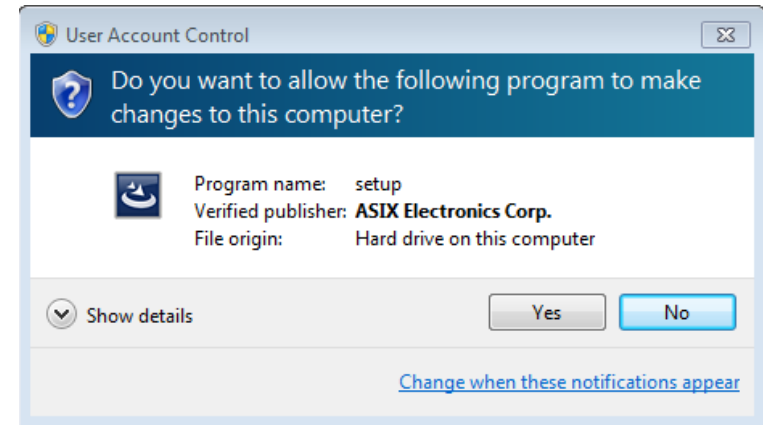 User Account Control
Do you want to allow the following program to make
changes to this computer?
Program name: setup
Verified publisher: ASIX Electronics Corp.
File origin: Hard drive on this computer
Show details
Yes
No
Change when these notifications appear